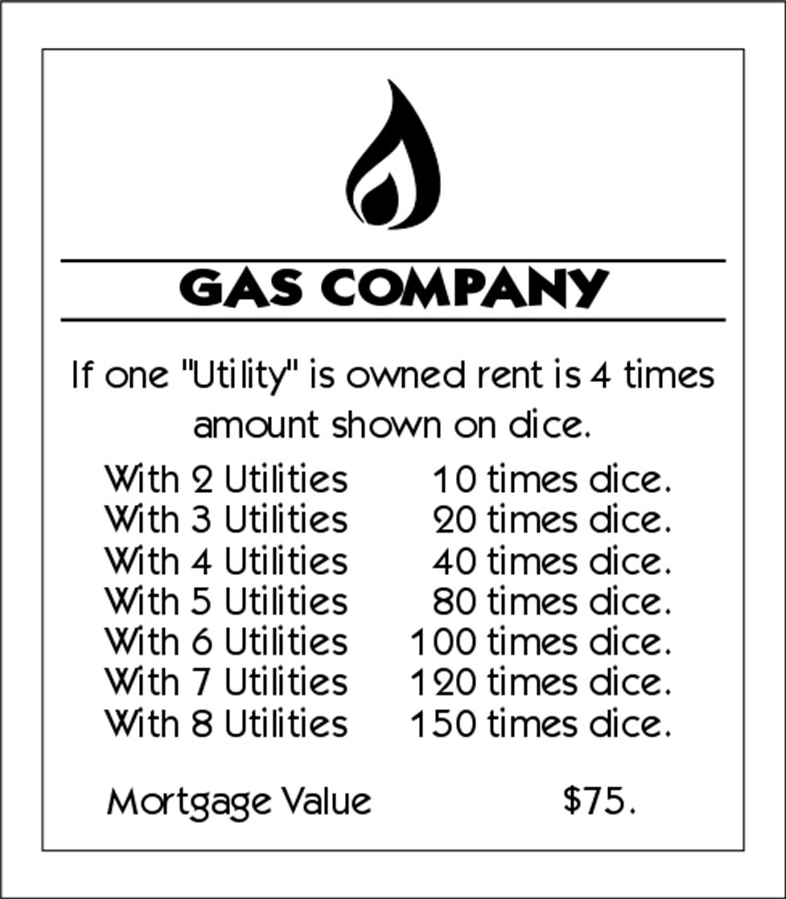 GAS COMPANY
If one "Utility" is owned rent is 4 times
amount shown on dice.
With 2 Utilities 10 times dice.
With 3 Utilities 20 times dice.
With 4 Utilities 40 times dice.
With 5 Utilities 80 times dice.
With 6 Utilities 100 times dice.
With 7 Utilities 120 times dice.
With 8 Utilities 150 times dice.
Mortgage Value $75.